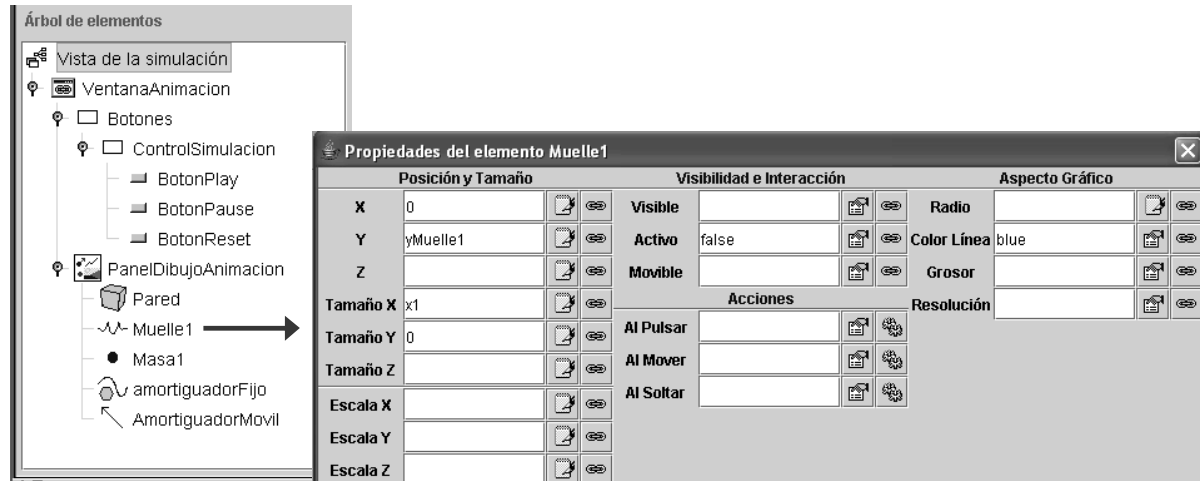 Árbol de elementos
Vista de la simulación
VentanaAnimacion
Botones
ControlSimulacion
BotonPlay
BotonPause
BotonReset
PanelDibujoAnimacion
Pared
Muelle1
Masa1
amortiguadorFijo
AmortiguadorMovil
Propiedades del elemento Muelle1
Posición y Tamaño Visibilidad e Interacción Aspecto Gráfico
X 0 Visible Radio
Y yMuelle1 Activo false Color Línea blue
Z Movible Grosor
Tamaño X x1 Acciones Resolución
Tamaño Y 0 Al Pulsar
Tamaño Z Al Mover
Escala X Al Soltar
Escala Y
Escala Z